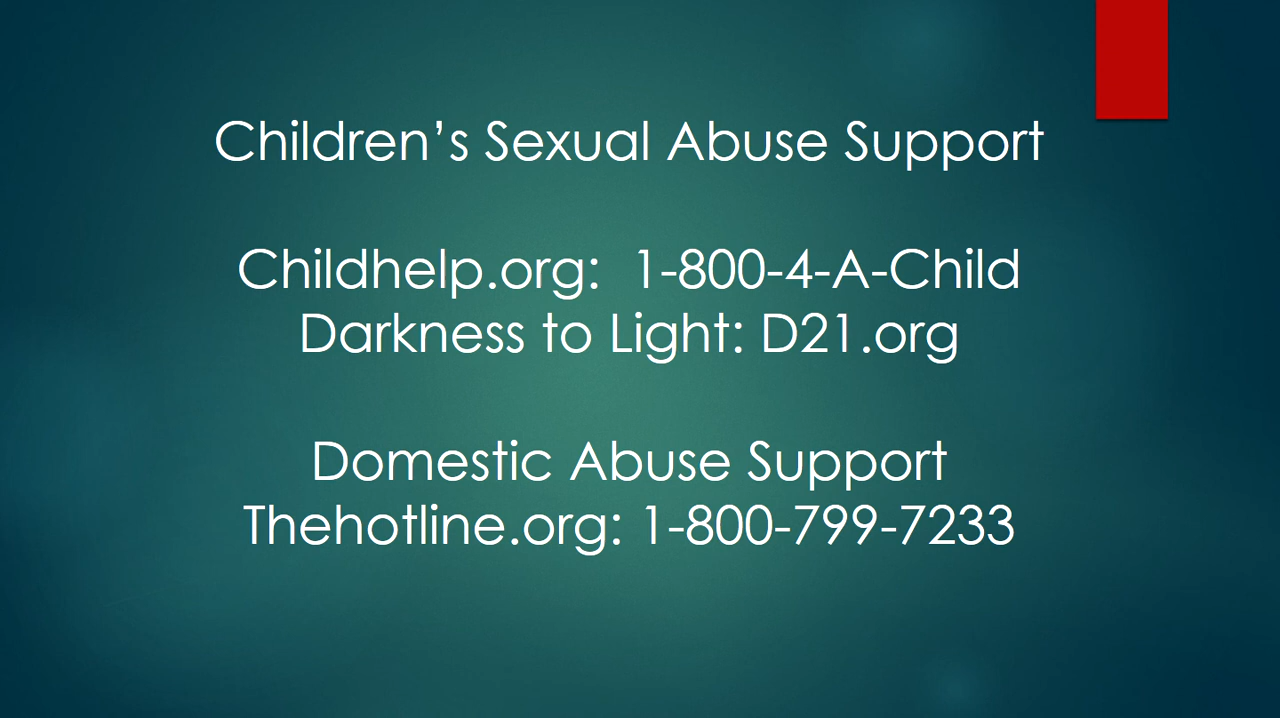 Children’s Sexual Abuse Support
Childhelp.org:  1-800-4-A-Child
Darkness to Light: D21.org
Domestic Abuse Support
Thehotline.org: 1-800-799-7233